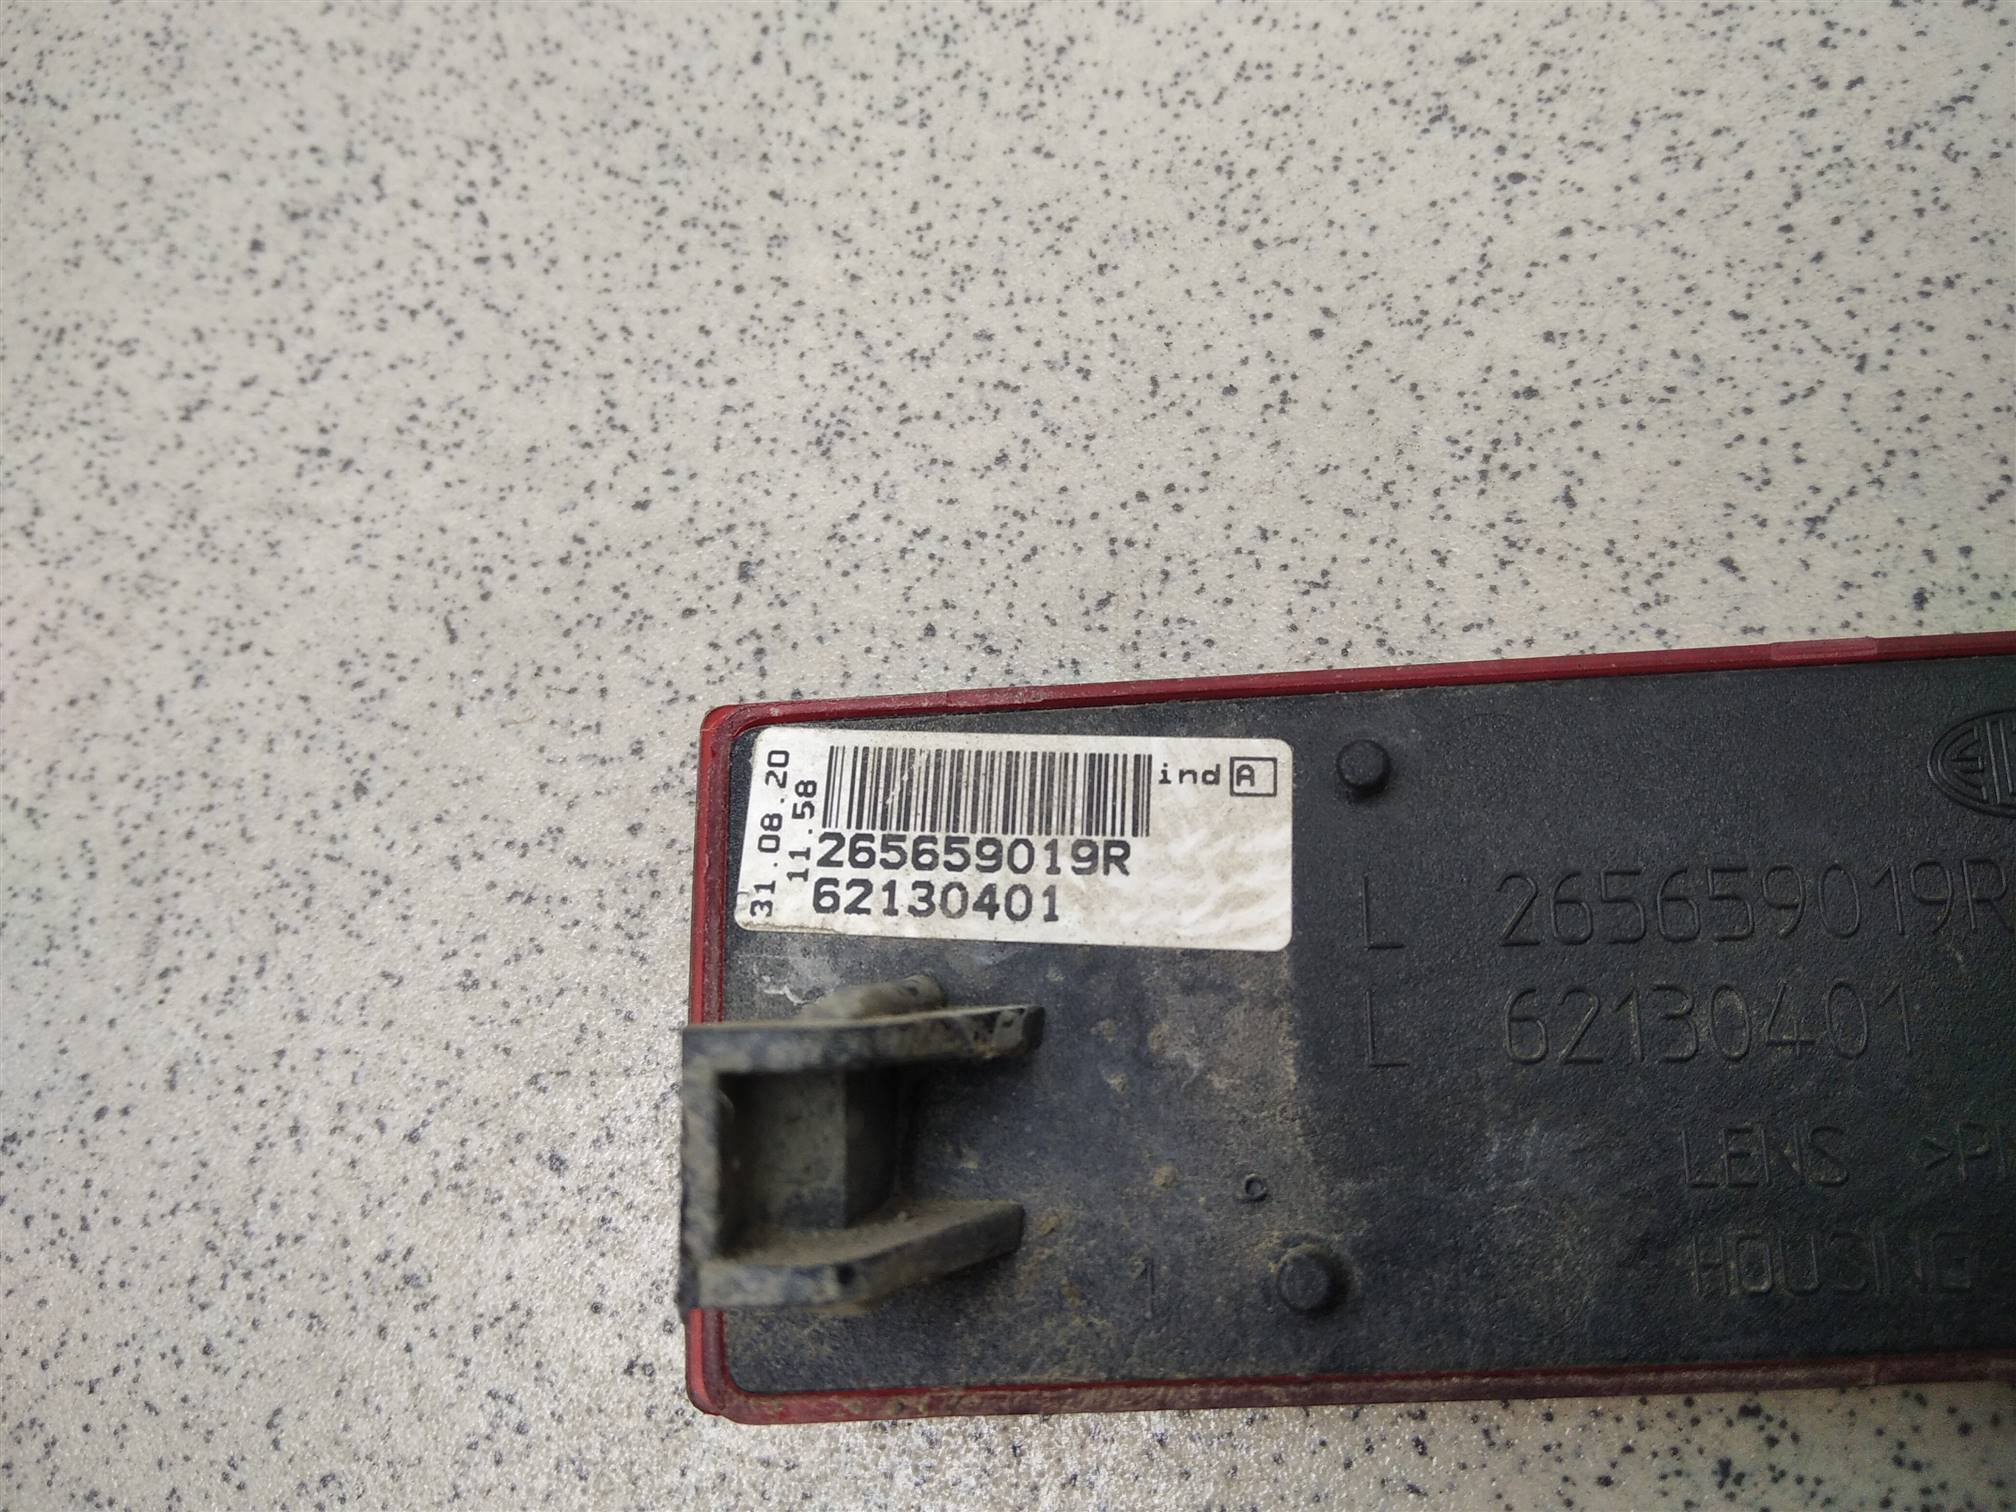 31.08.20
11.58
ind A
265659019R
62130401
L 265659019R
L 62130401
LENS
HOUSING
1